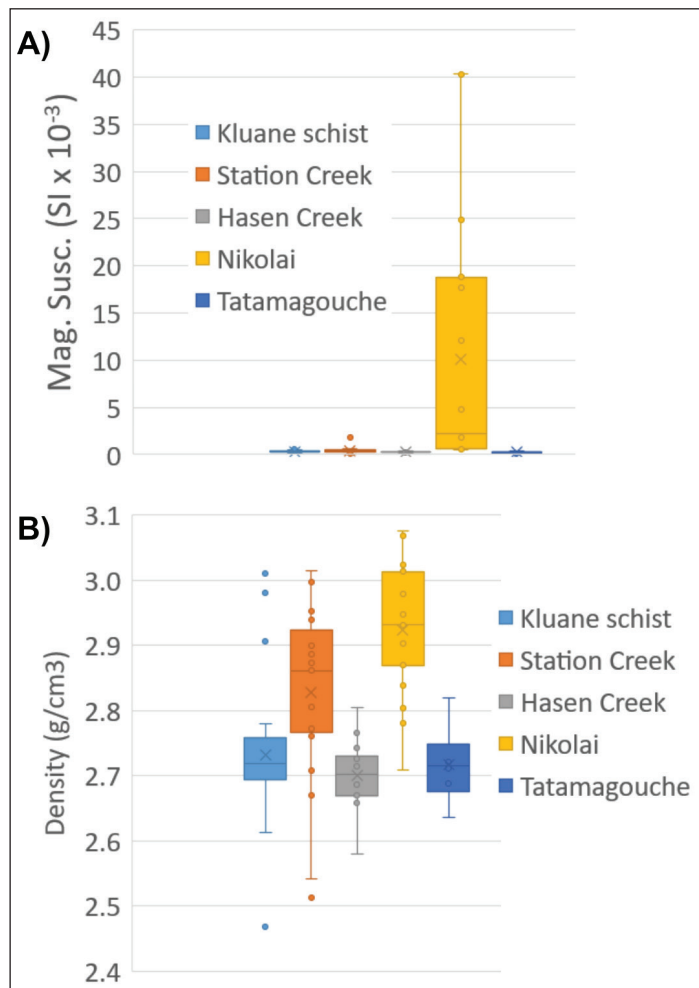 A)
Mag. Susc. (SI x 10⁻³)
45
40
35
30
25
20
15
10
5
0
Kluane schist
Station Creek
Hasen Creek
Nikolai
Tatamagouche
B)
Density (g/cm3)
3.1
3.0
2.9
2.8
2.7
2.6
2.5
2.4
Kluane schist
Station Creek
Hasen Creek
Nikolai
Tatamagouche